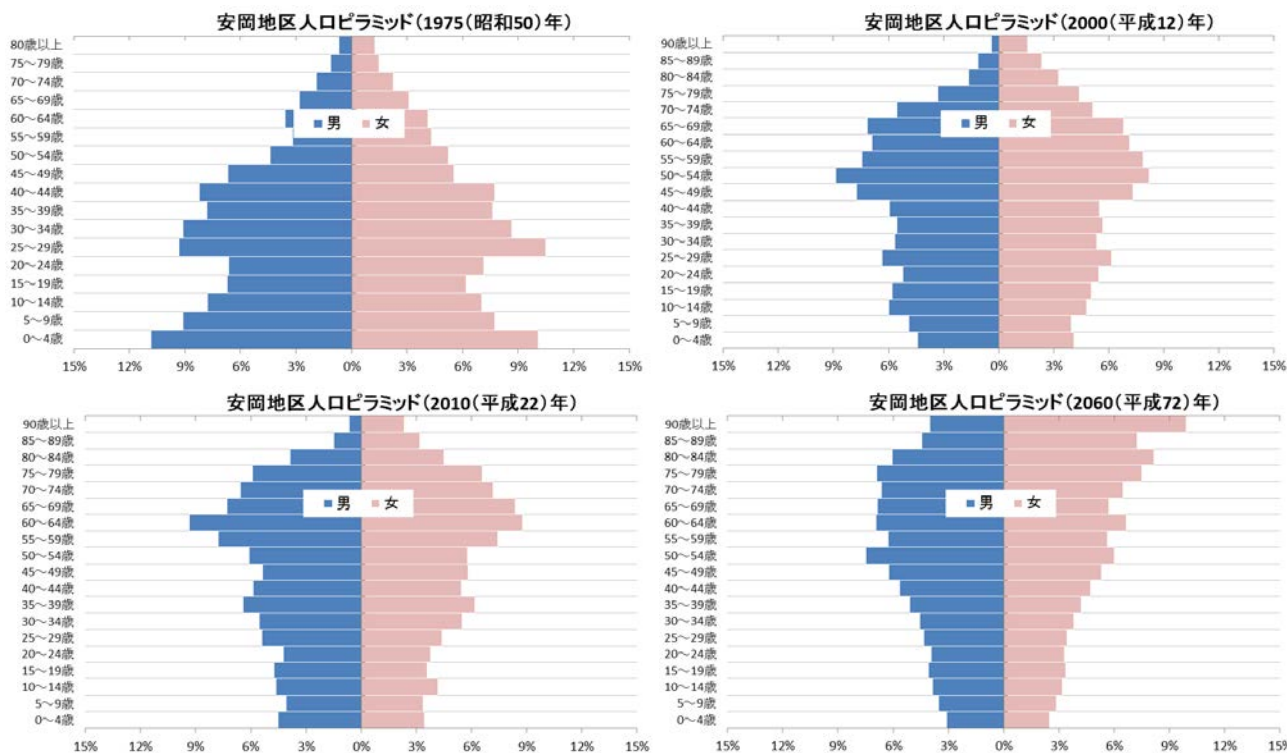 安岡地区人口ピラミッド(1975(昭和50)年)
80歳以上
75～79歳
70～74歳
65～69歳
60～64歳
55～59歳
50～54歳
45～49歳
40～44歳
35～39歳
30～34歳
25～29歳
20～24歳
15～19歳
10～14歳
5～9歳
0～4歳
男 女
15% 12% 9% 6% 3% 0% 3% 6% 9% 12% 15%
安岡地区人口ピラミッド(2000(平成12)年)
90歳以上
85～89歳
80～84歳
75～79歳
70～74歳
65～69歳
60～64歳
55～59歳
50～54歳
45～49歳
40～44歳
35～39歳
30～34歳
25～29歳
20～24歳
15～19歳
10～14歳
5～9歳
0～4歳
男 女
15% 12% 9% 6% 3% 0% 3% 6% 9% 12% 15%
安岡地区人口ピラミッド(2010(平成22)年)
90歳以上
85～89歳
80～84歳
75～79歳
70～74歳
65～69歳
60～64歳
55～59歳
50～54歳
45～49歳
40～44歳
35～39歳
30～34歳
25～29歳
20～24歳
15～19歳
10～14歳
5～9歳
0～4歳
男 女
15% 12% 9% 6% 3% 0% 3% 6% 9% 12% 15%
安岡地区人口ピラミッド(2060(平成72)年)
90歳以上
85～89歳
80～84歳
75～79歳
70～74歳
65～69歳
60～64歳
55～59歳
50～54歳
45～49歳
40～44歳
35～39歳
30～34歳
25～29歳
20～24歳
15～19歳
10～14歳
5～9歳
0～4歳
男 女
15% 12% 9% 6% 3% 0% 3% 6% 9% 12% 15%